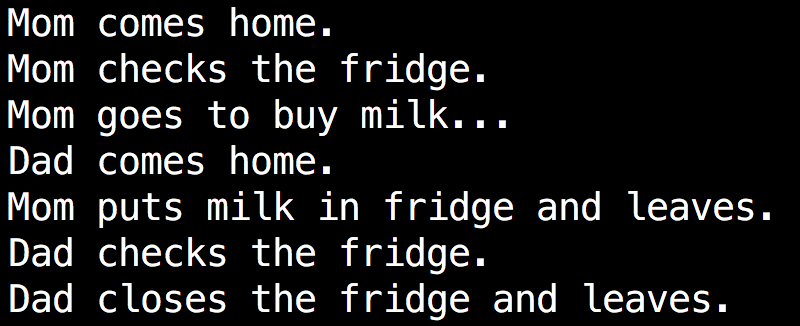 Mom comes home.
Mom checks the fridge.
Mom goes to buy milk...
Dad comes home.
Mom puts milk in fridge and leaves.
Dad checks the fridge.
Dad closes the fridge and leaves.